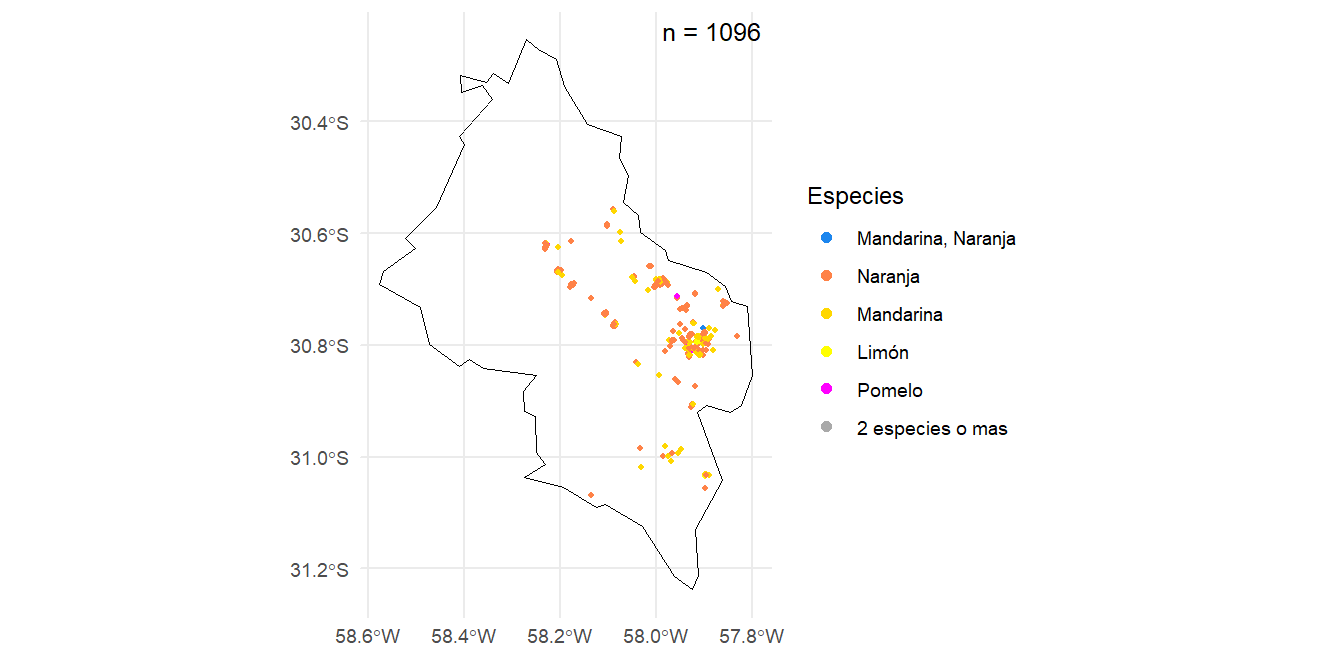 n = 1096
30.4°S
30.6°S
30.8°S
31.0°S
31.2°S
58.6°W
58.4°W
58.2°W
58.0°W
57.8°W
Especies
Mandarina, Naranja
Naranja
Mandarina
Limón
Pomelo
2 especies o mas